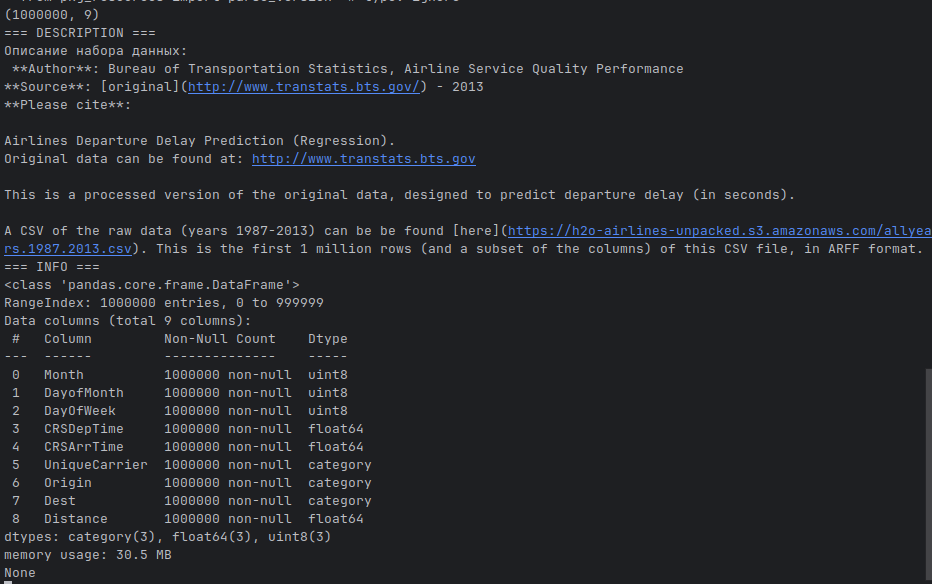 (1000000, 9)
=== DESCRIPTION ===
Описание набора данных:
 **Author**: Bureau of Transportation Statistics, Airline Service Quality Performance
**Source**: [original](http://www.transtats.bts.gov/) - 2013
**Please cite**:

Airlines Departure Delay Prediction (Regression).
Original data can be found at: http://www.transtats.bts.gov

This is a processed version of the original data, designed to predict departure delay (in seconds).

A CSV of the raw data (years 1987-2013) can be be found [here](https://h2o-airlines-unpacked.s3.amazonaws.com/allyea
rs.1987.2013.csv). This is the first 1 million rows (and a subset of the columns) of this CSV file, in ARFF format.
=== INFO ===
<class 'pandas.core.frame.DataFrame'>
RangeIndex: 1000000 entries, 0 to 999999
Data columns (total 9 columns):
 #   Column         Non-Null Count    Dtype
---  ------         --------------    -----
 0   Month          1000000 non-null  uint8
 1   DayofMonth     1000000 non-null  uint8
 2   DayOfWeek      1000000 non-null  uint8
 3   CRSDepTime     1000000 non-null  float64
 4   CRSArrTime     1000000 non-null  float64
 5   UniqueCarrier  1000000 non-null  category
 6   Origin         1000000 non-null  category
 7   Dest           1000000 non-null  category
 8   Distance       1000000 non-null  float64
dtypes: category(3), float64(3), uint8(3)
memory usage: 30.5 MB
None